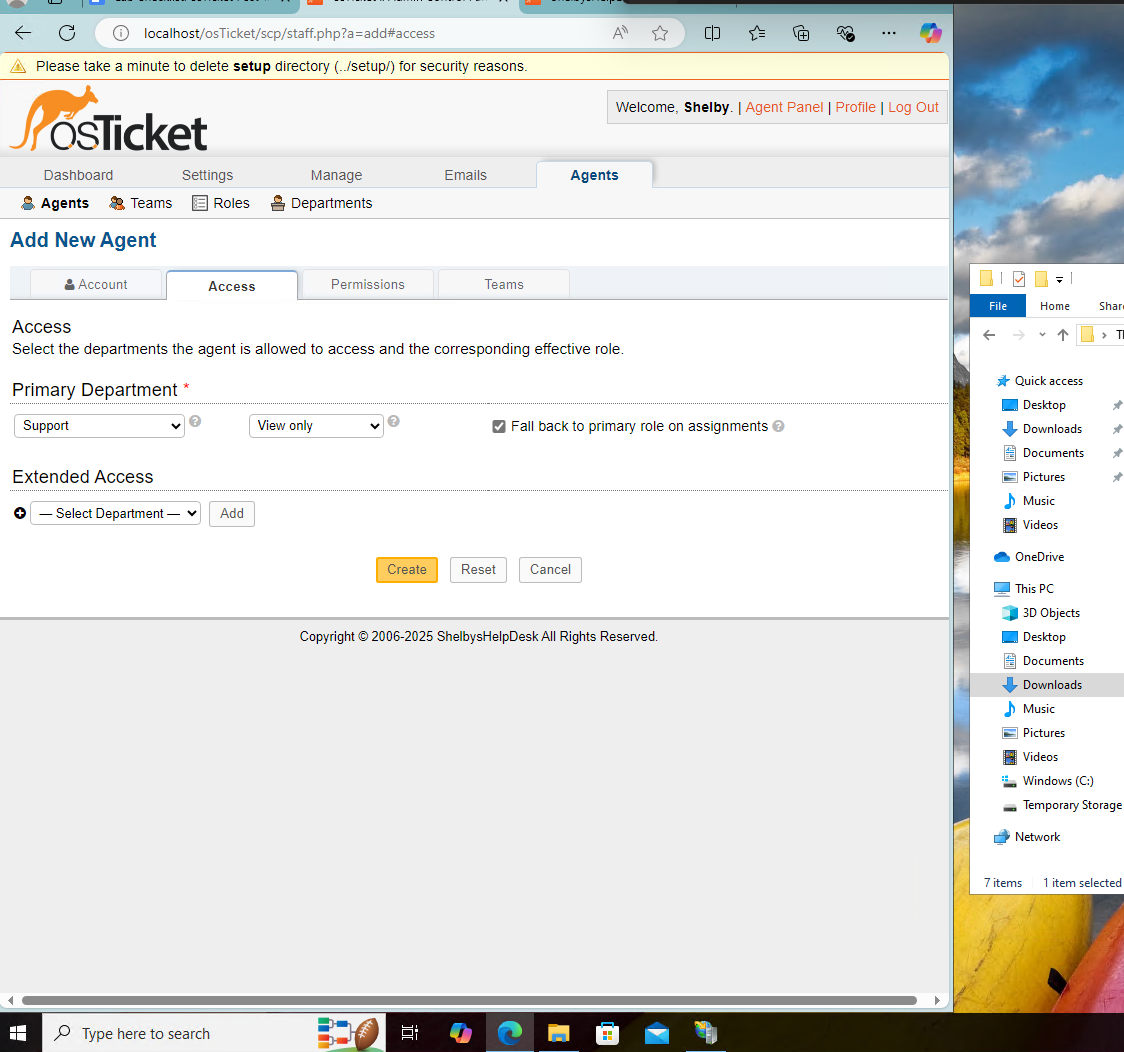 localhost/osTicket/scp/staff.php?a=add#access
Please take a minute to delete setup directory (../setup/) for security reasons.
osTicket
Welcome, Shelby. | Agent Panel | Profile | Log Out
Dashboard Settings Manage Emails Agents
Agents Teams Roles Departments
Add New Agent
Account Access Permissions Teams
Access
Select the departments the agent is allowed to access and the corresponding effective role.
Primary Department *
Support View only Fall back to primary role on assignments
Extended Access
— Select Department — Add
Create Reset Cancel
Copyright © 2006-2025 ShelbysHelpDesk All Rights Reserved.
File Home
Quick access
Desktop
Downloads
Documents
Pictures
Music
Videos
OneDrive
This PC
3D Objects
Desktop
Documents
Downloads
Music
Pictures
Videos
Windows (C:)
Temporary Storage
Network
7 items 1 item selected
Type here to search